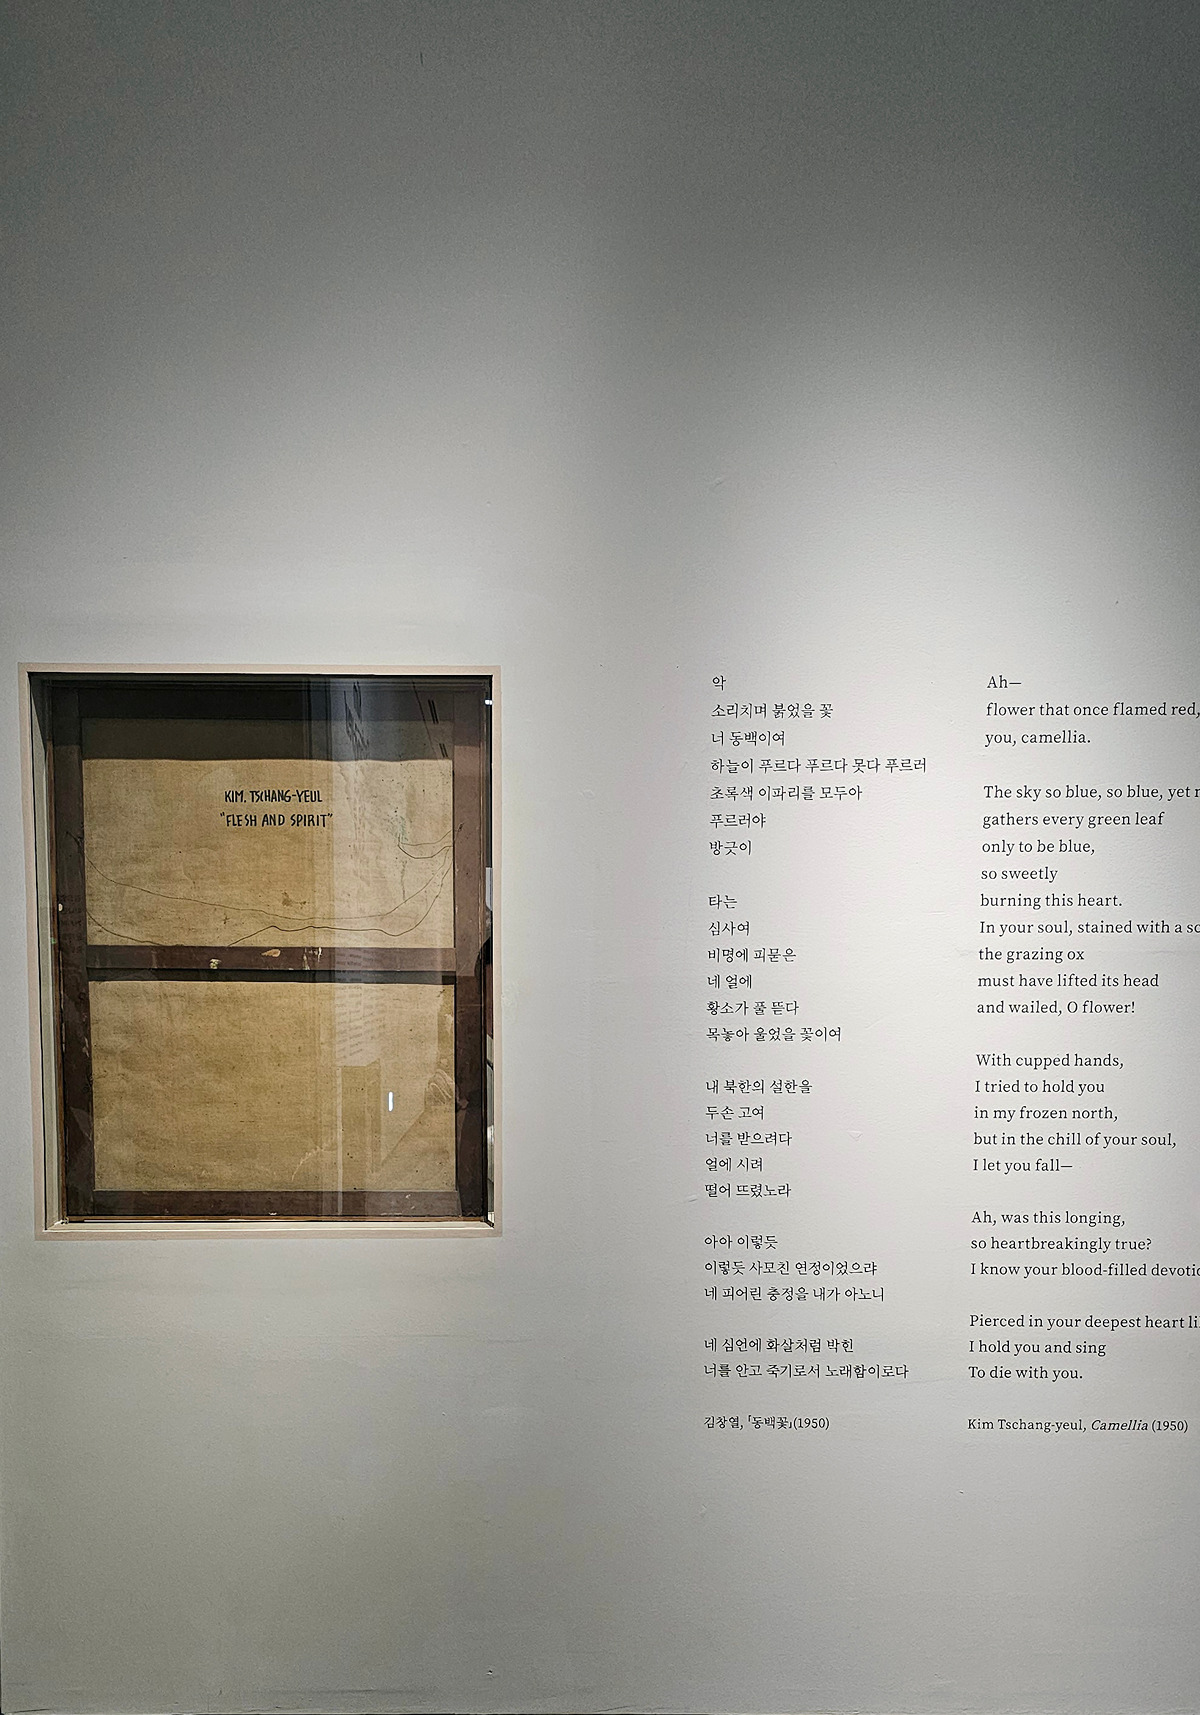 KIM. TSCHANG-YEUL
"FLESH AND SPIRIT"
악
소리치며 붉었을 꽃
너 동백이여
하늘이 푸르다 푸르다 못다 푸르러
초록색 이파리를 모두아
푸르러야
방긋이
타는
심사여
비명에 피묻은
네 얼에
황소가 풀 뜯다
목놓아 울었을 꽃이여
내 북한의 설한을
두손 고여
너를 받으려다
얼에 시려
떨어 뜨렸노라
아아 이렇듯
이렇듯 사모친 연정이었으랴
네 피어린 충정을 내가 아노니
네 심언에 화살처럼 박힌
너를 안고 죽기로서 노래함이로다
김창열, 「동백꽃」(1950)
Ah—
flower that once flamed red,
you, camellia.
The sky so blue, so blue, yet
gathers every green leaf
only to be blue,
so sweetly
burning this heart.
In your soul, stained with a
the grazing ox
must have lifted its head
and wailed, O flower!
With cupped hands,
I tried to hold you
in my frozen north,
but in the chill of your soul,
I let you fall—
Ah, was this longing,
so heartbreakingly true?
I know your blood-filled
Pierced in your deepest heart
I hold you and sing
To die with you.
Kim Tschang-yeul, Camellia (1950)